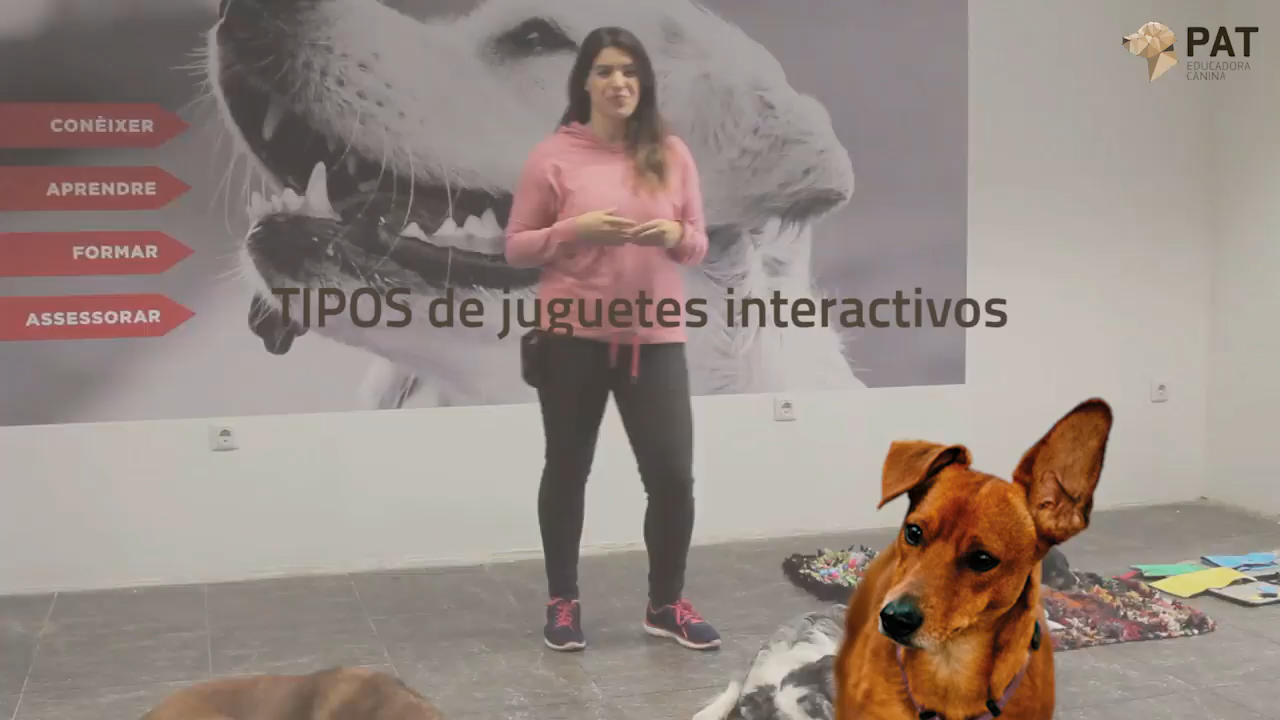 PAT
EDUCADORA
CANINA
CONÈIXER
APRENDRE
FORMAR
ASSESSORAR
TIPOS de juguetes interactivos